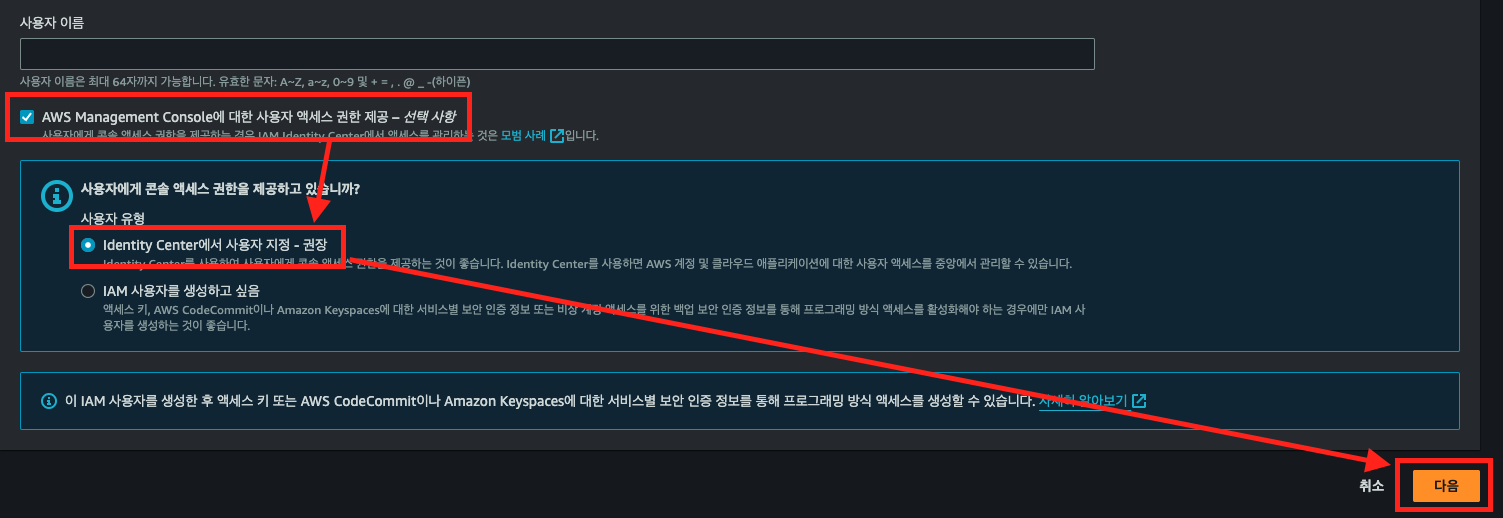 사용자 이름
사용자 이름은 최대 64자까지 가능합니다. 유효한 문자: A~Z, a~z, 0~9 및 + = , . @ _ -(하이픈)
AWS Management Console에 대한 사용자 액세스 권한 제공 – 선택 사항
사용자에게 콘솔 액세스 권한을 제공하는 경우 IAM Identity Center에서 액세스를 관리하는 것은 모범 사례입니다.
사용자에게 콘솔 액세스 권한을 제공하고 있습니까?
사용자 유형
Identity Center에서 사용자 지정 - 권장
Identity Center를 사용하여 사용자에게 콘솔 액세스 권한을 제공하는 것이 좋습니다. Identity Center를 사용하면 AWS 계정 및 클라우드 애플리케이션에 대한 사용자 액세스를 중앙에서 관리할 수 있습니다.
IAM 사용자를 생성하고 싶음
액세스 키, AWS CodeCommit이나 Amazon Keyspaces에 대한 서비스별 보안 인증 정보 또는 비상 계정 액세스를 위한 백업 보안 인증 정보를 통해 프로그래밍 방식 액세스를 활성화해야 하는 경우에만 IAM 사
용자를 생성하는 것이 좋습니다.
이 IAM 사용자를 생성한 후 액세스 키 또는 AWS CodeCommit이나 Amazon Keyspaces에 대한 서비스별 보안 인증 정보를 통해 프로그래밍 방식 액세스를 생성할 수 있습니다. 자세히 알아보기
취소
다음